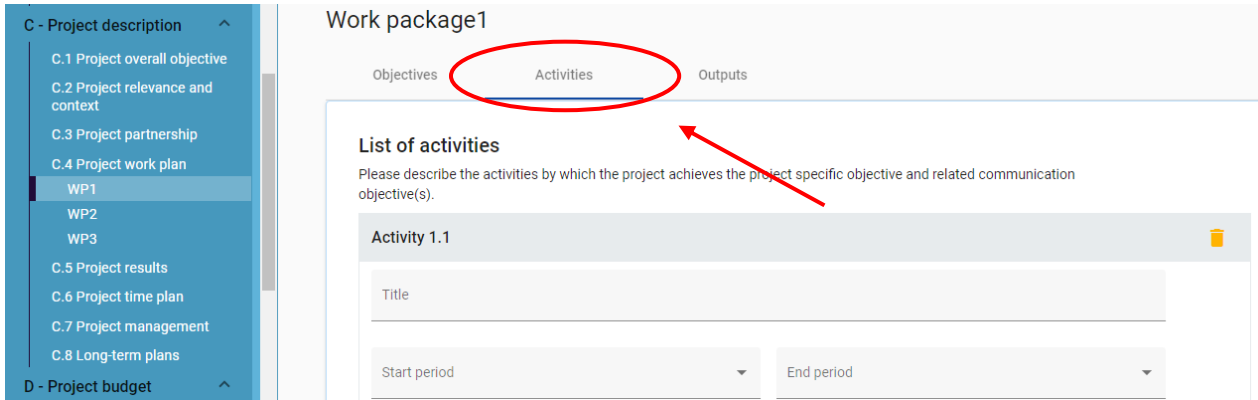 C - Project description
C.1 Project overall objective
C.2 Project relevance and
context
C.3 Project partnership
C.4 Project work plan
WP1
WP2
WP3
C.5 Project results
C.6 Project time plan
C.7 Project management
C.8 Long-term plans
D - Project budget
Work package1
Objectives
Activities
Outputs
List of activities
Please describe the activities by which the project achieves the project specific objective and related communication
objective(s).
Activity 1.1
Title
Start period
End period